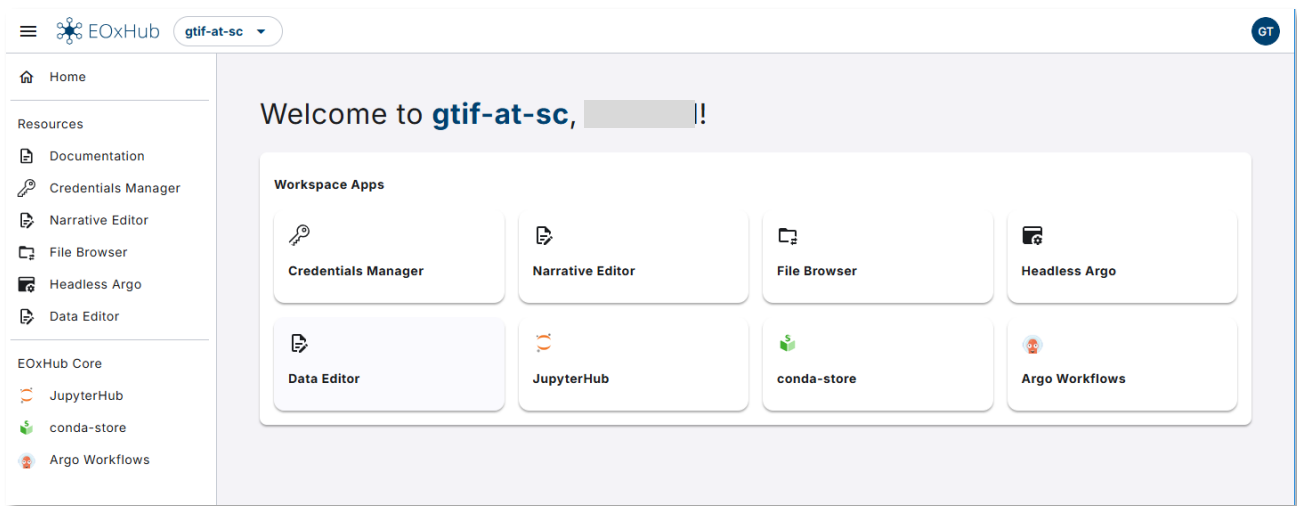 EOxHub gtif-at-sc GT
Home
Resources
Documentation
Credentials Manager
Narrative Editor
File Browser
Headless Argo
Data Editor
EOxHub Core
JupyterHub
conda-store
Argo Workflows
Welcome to gtif-at-sc, !
Workspace Apps
Credentials Manager
Narrative Editor
File Browser
Headless Argo
Data Editor
JupyterHub
conda-store
Argo Workflows